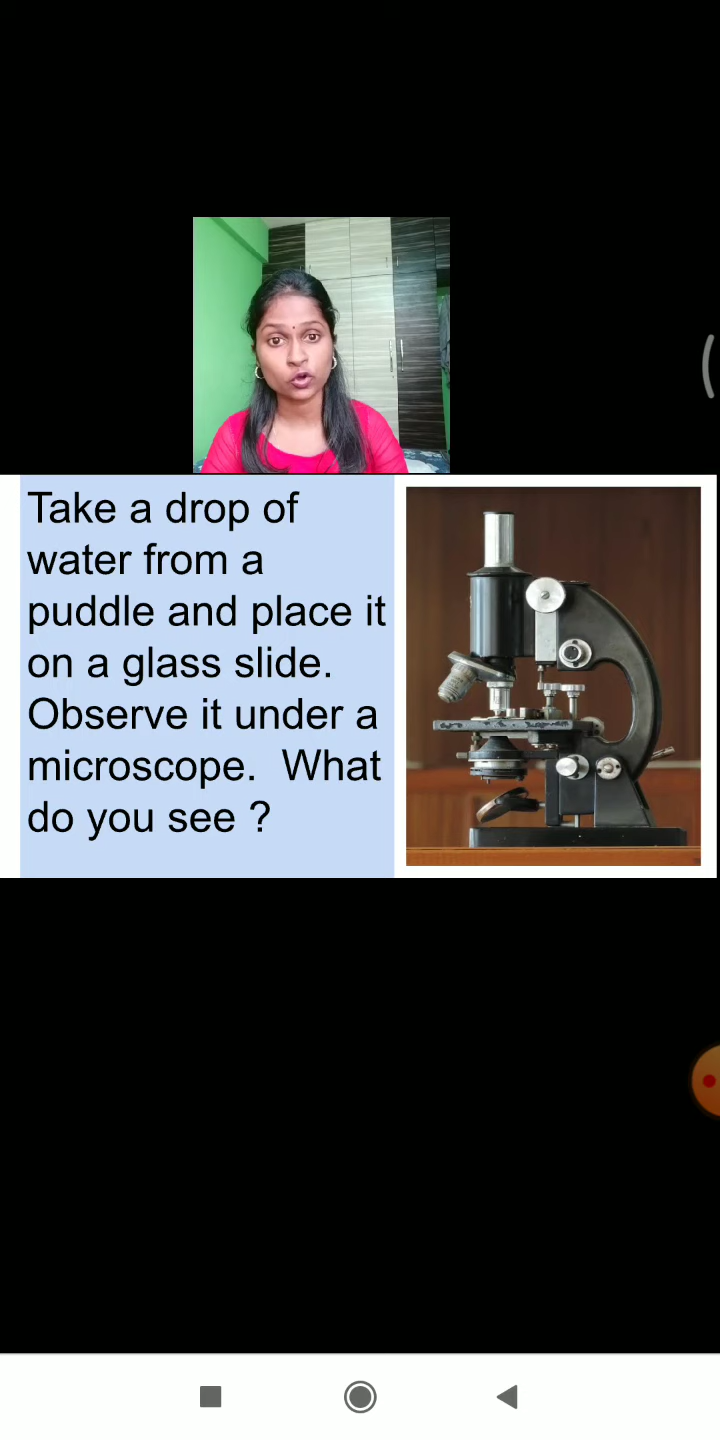 Take a drop of
water from a
puddle and place it
on a glass slide.
Observe it under a
microscope.  What
do you see ?